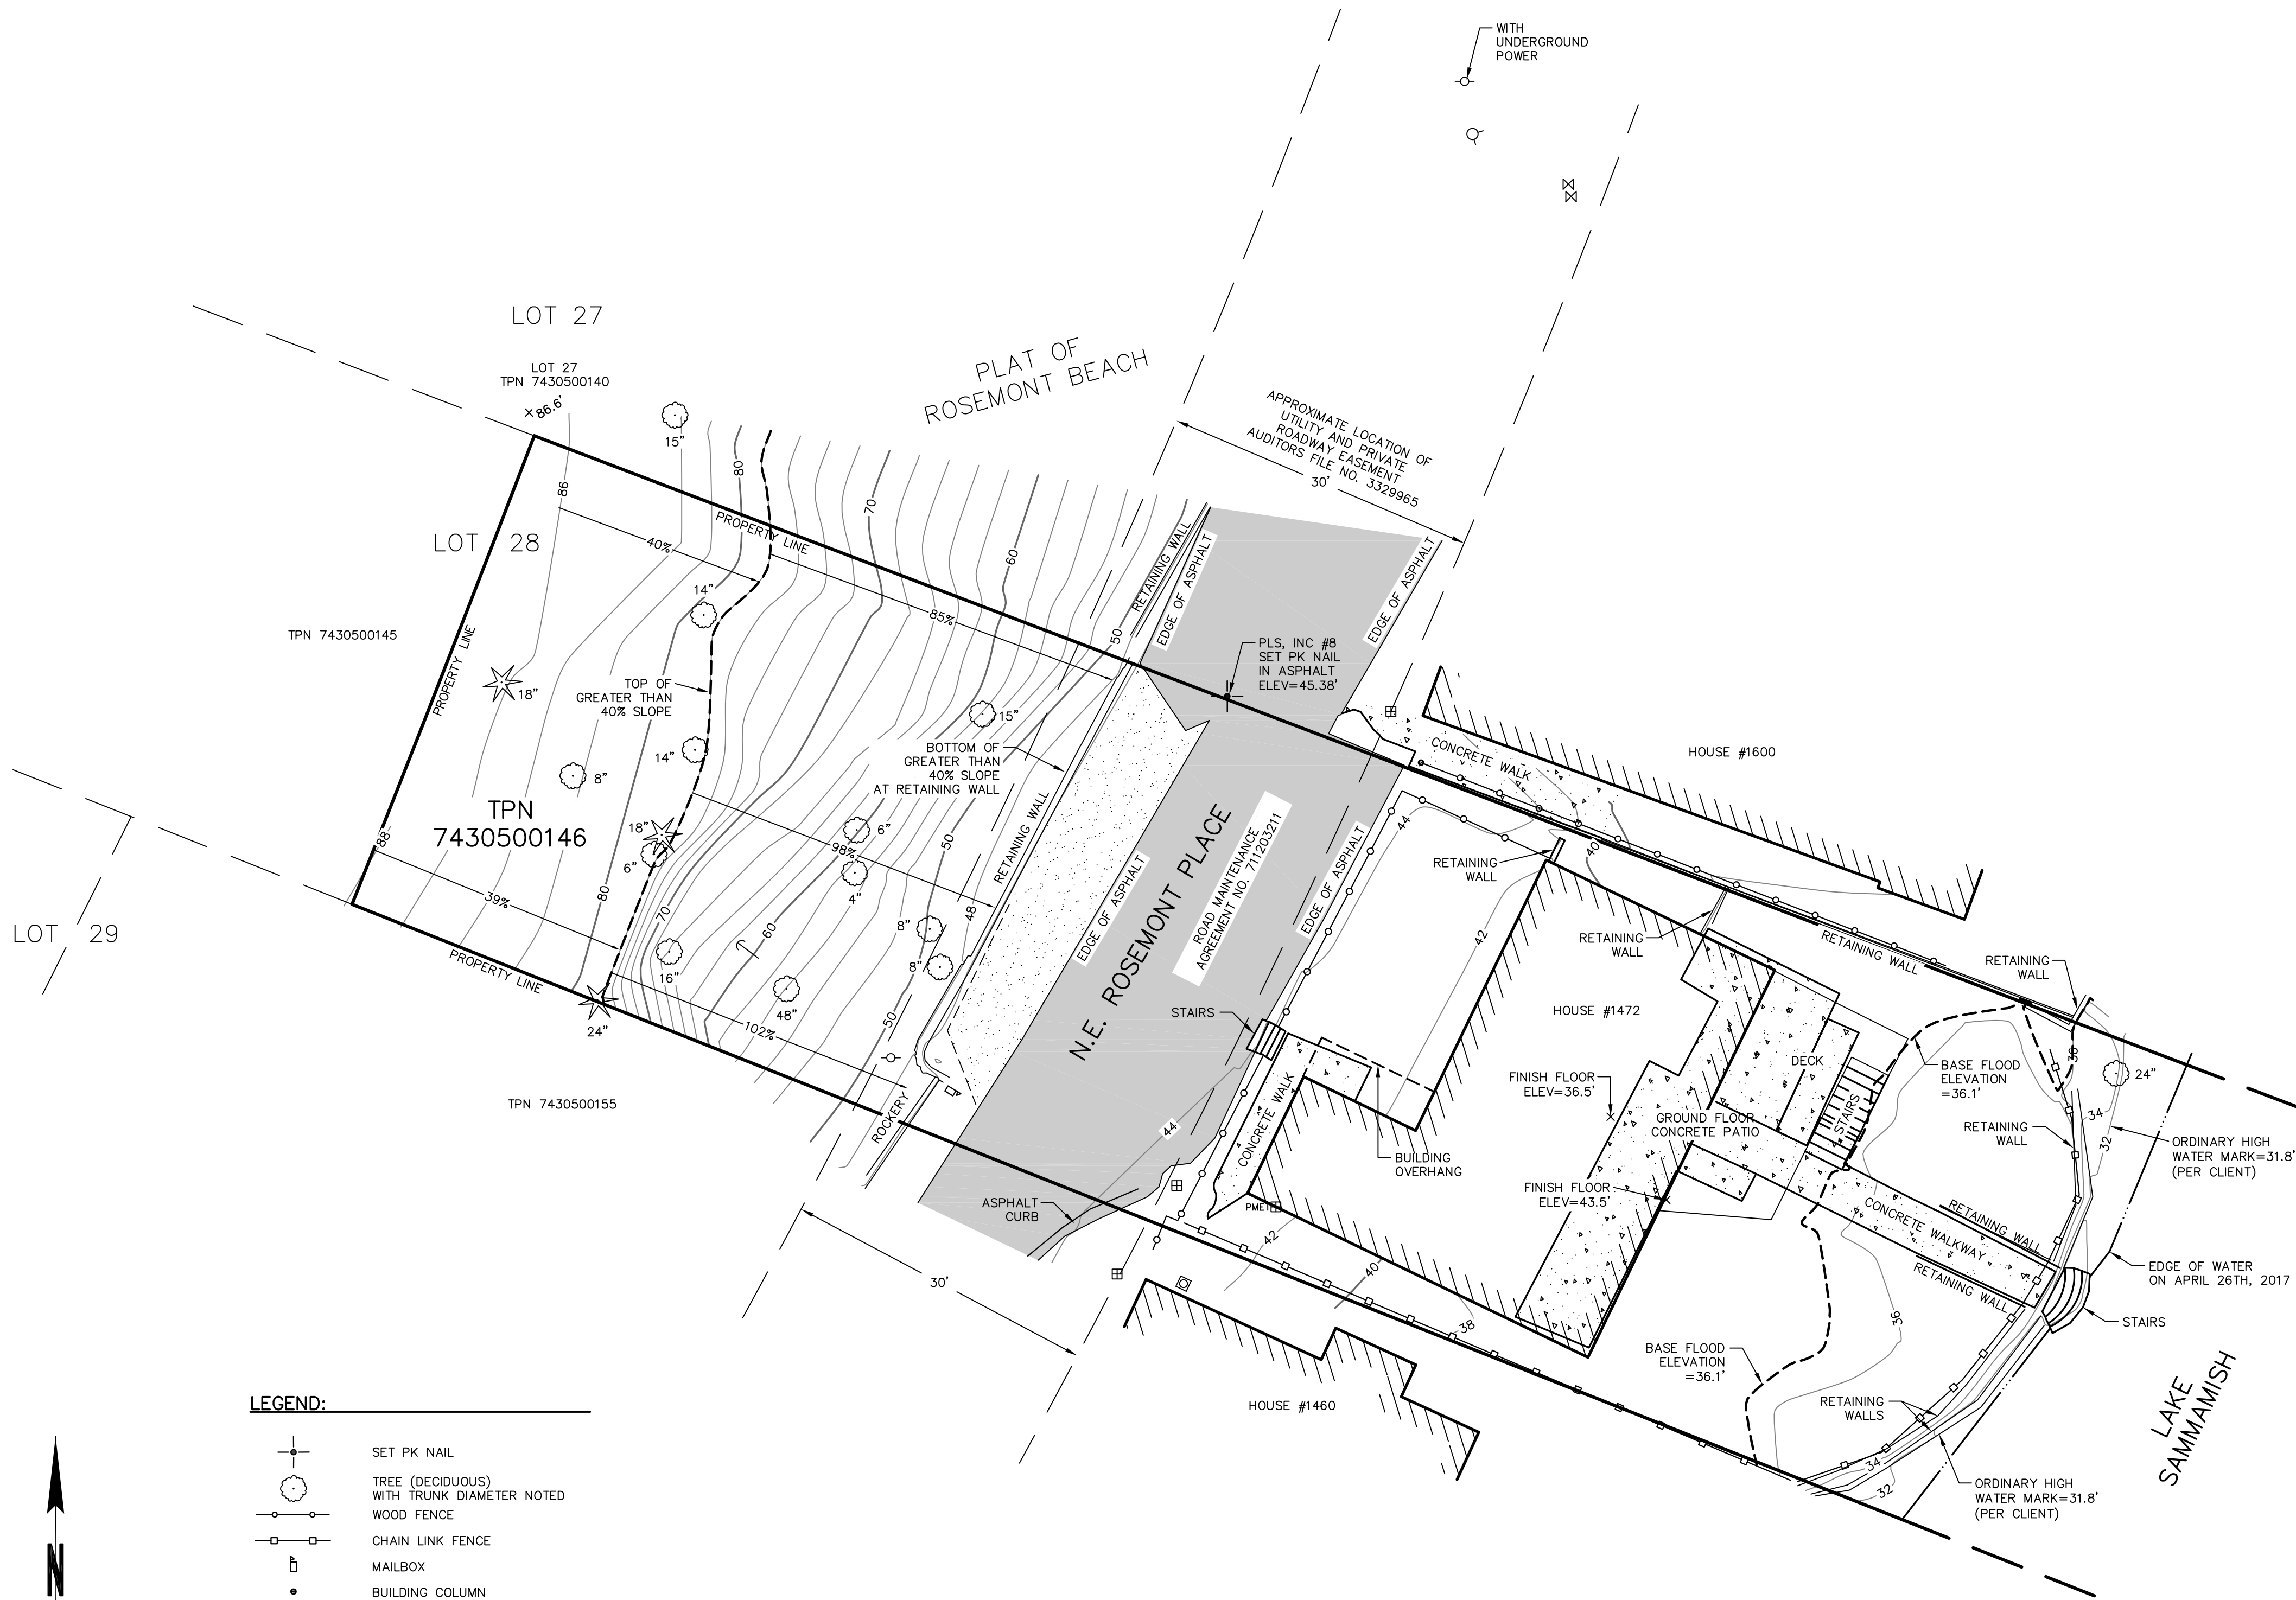 WITH
UNDERGROUND
POWER
LOT 27
LOT 27
TPN 7430500140
86.6'
PLAT OF
ROSEMONT BEACH
APPROXIMATE LOCATION OF
UTILITY AND PRIVATE
ROADWAY EASEMENT
AUDITORS FILE NO. 3329965
30'
15"
80
86
70
60
50
PROPERTY LINE
LOT 28
40%
85%
RETAINING WALL
EDGE OF ASPHALT
EDGE OF ASPHALT
14"
TPN 7430500145
PROPERTY LINE
18"
TOP OF
GREATER THAN
40% SLOPE
PLS, INC #8
SET PK NAIL
IN ASPHALT
ELEV=45.38'
15"
14"
8"
BOTTOM OF
GREATER THAN
40% SLOPE
AT RETAINING WALL
CONCRETE WALK
HOUSE #1600
TPN
7430500146
18"
6"
6"
98%
4"
50
88
39%
80
70
60
48
RETAINING WALL
EDGE OF ASPHALT
N.E. ROSEMONT PLACE
ROAD MAINTENANCE
AGREEMENT NO. 7111203211
EDGE OF ASPHALT
44
RETAINING
WALL
40
42
RETAINING
WALL
RETAINING WALL
RETAINING
WALL
LOT 29
PROPERTY LINE
16"
8"
8"
48"
24"
102%
50
STAIRS
HOUSE #1472
DECK
BASE FLOOD
ELEVATION
=36.1'
36
24"
34
32
TPN 7430500155
ROCKERY
44
CONCRETE WALK
FINISH FLOOR
ELEV=36.5'
GROUND FLOOR
CONCRETE PATIO
STAIRS
RETAINING
WALL
ORDINARY HIGH
WATER MARK=31.8'
(PER CLIENT)
BUILDING
OVERHANG
ASPHALT
CURB
PMET
FINISH FLOOR
ELEV=43.5'
CONCRETE WALKWAY
RETAINING WALL
RETAINING WALL
EDGE OF WATER
ON APRIL 26TH, 2017
42
40
38
36
30'
STAIRS
BASE FLOOD
ELEVATION
=36.1'
RETAINING
WALLS
34
32
HOUSE #1460
LAKE
SAMMAMISH
ORDINARY HIGH
WATER MARK=31.8'
(PER CLIENT)
LEGEND:
SET PK NAIL
TREE (DECIDUOUS)
WITH TRUNK DIAMETER NOTED
WOOD FENCE
CHAIN LINK FENCE
MAILBOX
BUILDING COLUMN
N